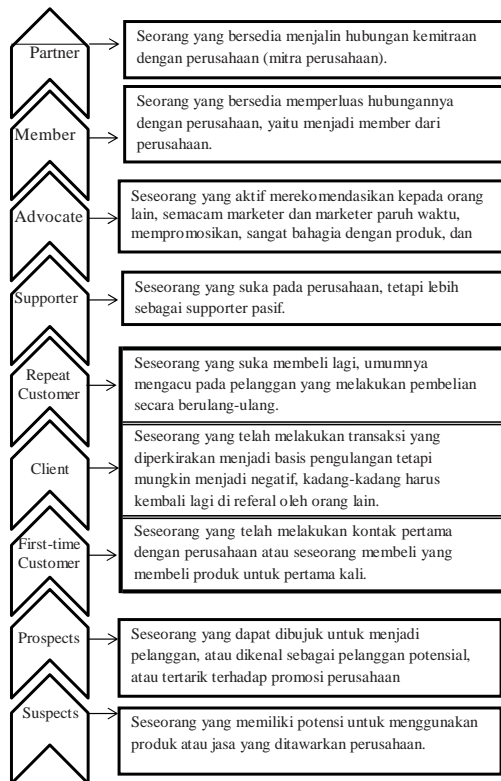 Partner
Seorang yang bersedia menjalin hubungan kemitraan
dengan perusahaan (mitra perusahaan).
Member
Seorang yang bersedia memperluas hubungannya
dengan perusahaan, yaitu menjadi member dari
perusahaan.
Advocate
Seseorang yang aktif merekomendasikan kepada orang
lain, semacam marketer dan marketer paruh waktu,
mempromosikan, sangat bahagia dengan produk, dan
Supporter
Seseorang yang suka pada perusahaan, tetapi lebih
sebagai supporter pasif.
Repeat
Customer
Seseorang yang suka membeli lagi, umumnya
mengacu pada pelanggan yang melakukan pembelian
secara berulang-ulang.
Client
Seseorang yang telah melakukan transaksi yang
diperkirakan menjadi basis pengulangan tetapi
mungkin menjadi negatif, kadang-kadang harus
kembali lagi di referal oleh orang lain.
First-time
Customer
Seseorang yang telah melakukan kontak pertama
dengan perusahaan atau seseorang membeli yang
membeli produk untuk pertama kali.
Prospects
Seseorang yang dapat dibujuk untuk menjadi
pelanggan, atau dikenal sebagai pelanggan potensial,
atau tertarik terhadap promosi perusahaan
Suspects
Seseorang yang memiliki potensi untuk menggunakan
produk atau jasa yang ditawarkan perusahaan.